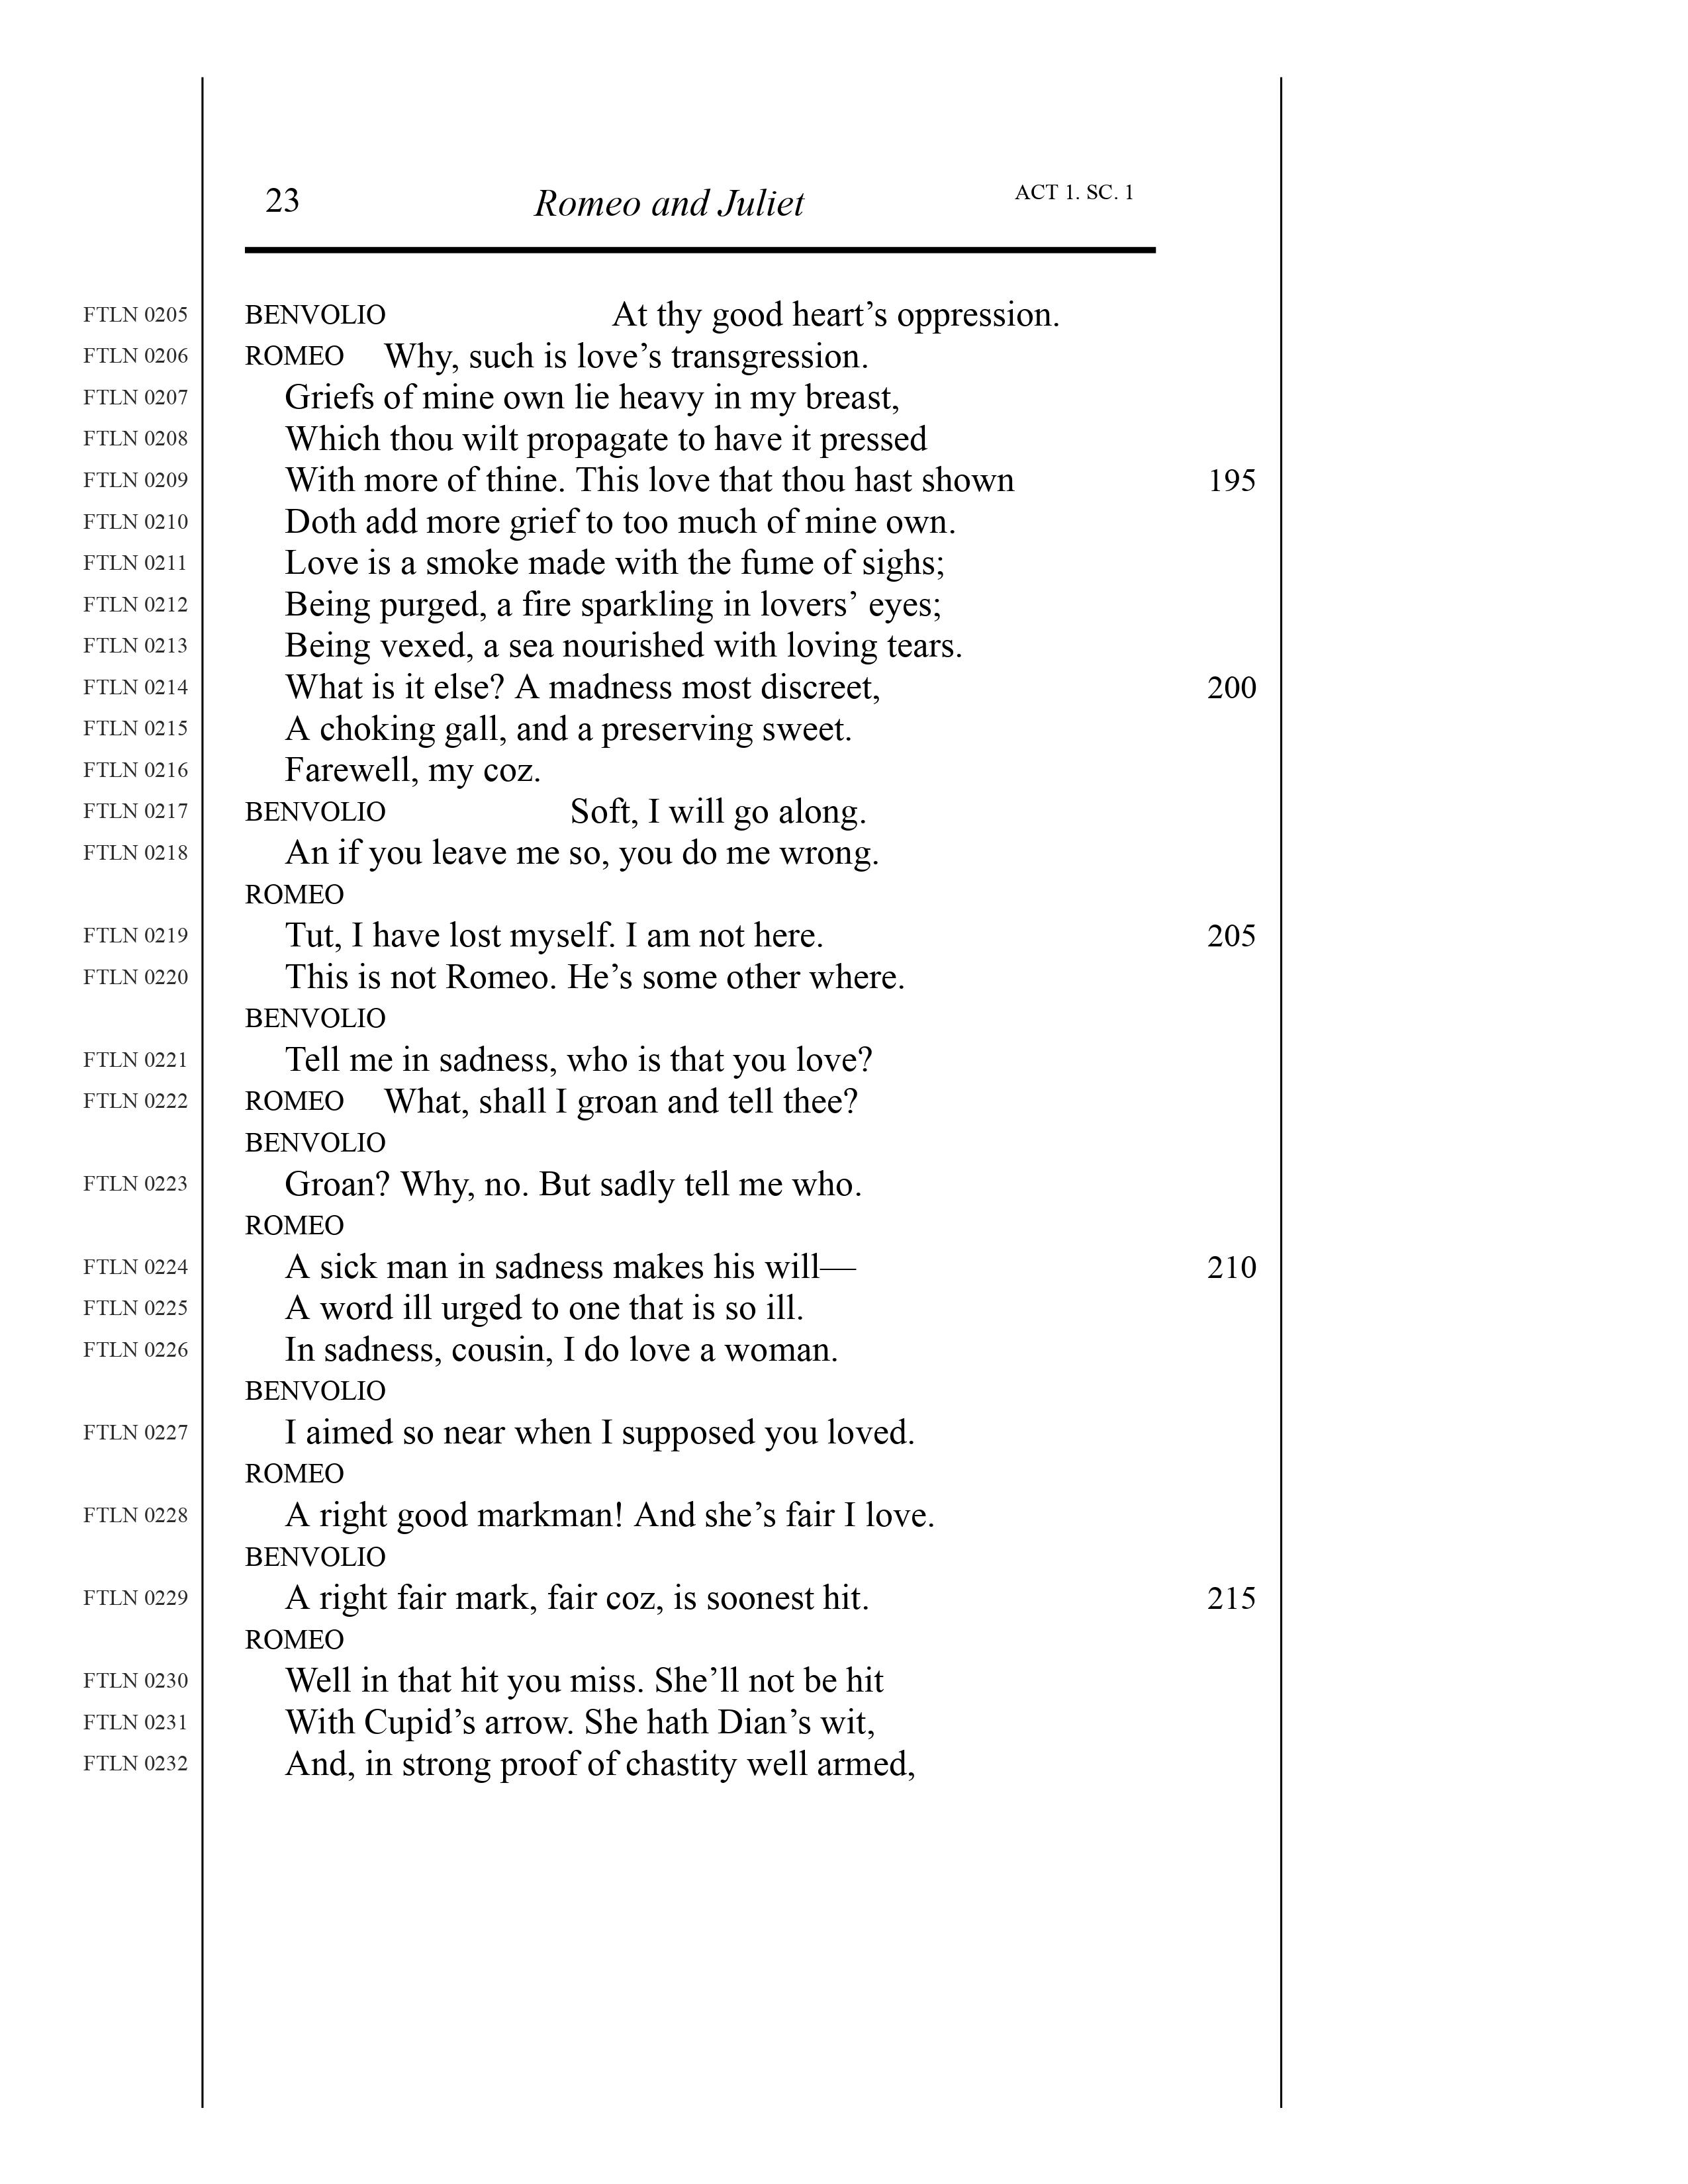 23 Romeo and Juliet ACT 1. SC. 1
FTLN 0205 BENVOLIO At thy good heart’s oppression.
FTLN 0206 ROMEO Why, such is love’s transgression.
FTLN 0207 Griefs of mine own lie heavy in my breast,
FTLN 0208 Which thou wilt propagate to have it pressed
FTLN 0209 With more of thine. This love that thou hast shown 195
FTLN 0210 Doth add more grief to too much of mine own.
FTLN 0211 Love is a smoke made with the fume of sighs;
FTLN 0212 Being purged, a fire sparkling in lovers’ eyes;
FTLN 0213 Being vexed, a sea nourished with loving tears.
FTLN 0214 What is it else? A madness most discreet, 200
FTLN 0215 A choking gall, and a preserving sweet.
FTLN 0216 Farewell, my coz.
FTLN 0217 BENVOLIO Soft, I will go along.
FTLN 0218 An if you leave me so, you do me wrong.
ROMEO
FTLN 0219 Tut, I have lost myself. I am not here. 205
FTLN 0220 This is not Romeo. He’s some other where.
BENVOLIO
FTLN 0221 Tell me in sadness, who is that you love?
FTLN 0222 ROMEO What, shall I groan and tell thee?
BENVOLIO
FTLN 0223 Groan? Why, no. But sadly tell me who.
ROMEO
FTLN 0224 A sick man in sadness makes his will— 210
FTLN 0225 A word ill urged to one that is so ill.
FTLN 0226 In sadness, cousin, I do love a woman.
BENVOLIO
FTLN 0227 I aimed so near when I supposed you loved.
ROMEO
FTLN 0228 A right good markman! And she’s fair I love.
BENVOLIO
FTLN 0229 A right fair mark, fair coz, is soonest hit. 215
ROMEO
FTLN 0230 Well in that hit you miss. She’ll not be hit
FTLN 0231 With Cupid’s arrow. She hath Dian’s wit,
FTLN 0232 And, in strong proof of chastity well armed,